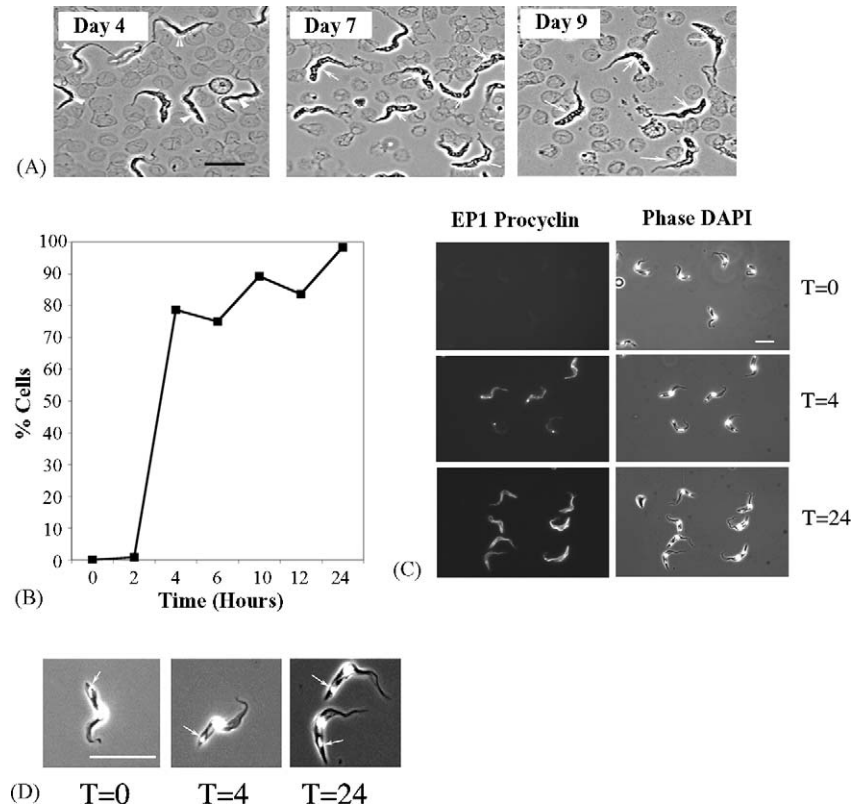 Day 4
Day 7
Day 9
(A)
EP1 Procyclin
Phase DAPI
100
90
80
70
60
50
40
30
20
10
0
% Cells
0 2 4 6 10 12 24
Time (Hours)
(B)
T=0
T=4
T=24
(C)
(D)
T=0
T=4
T=24